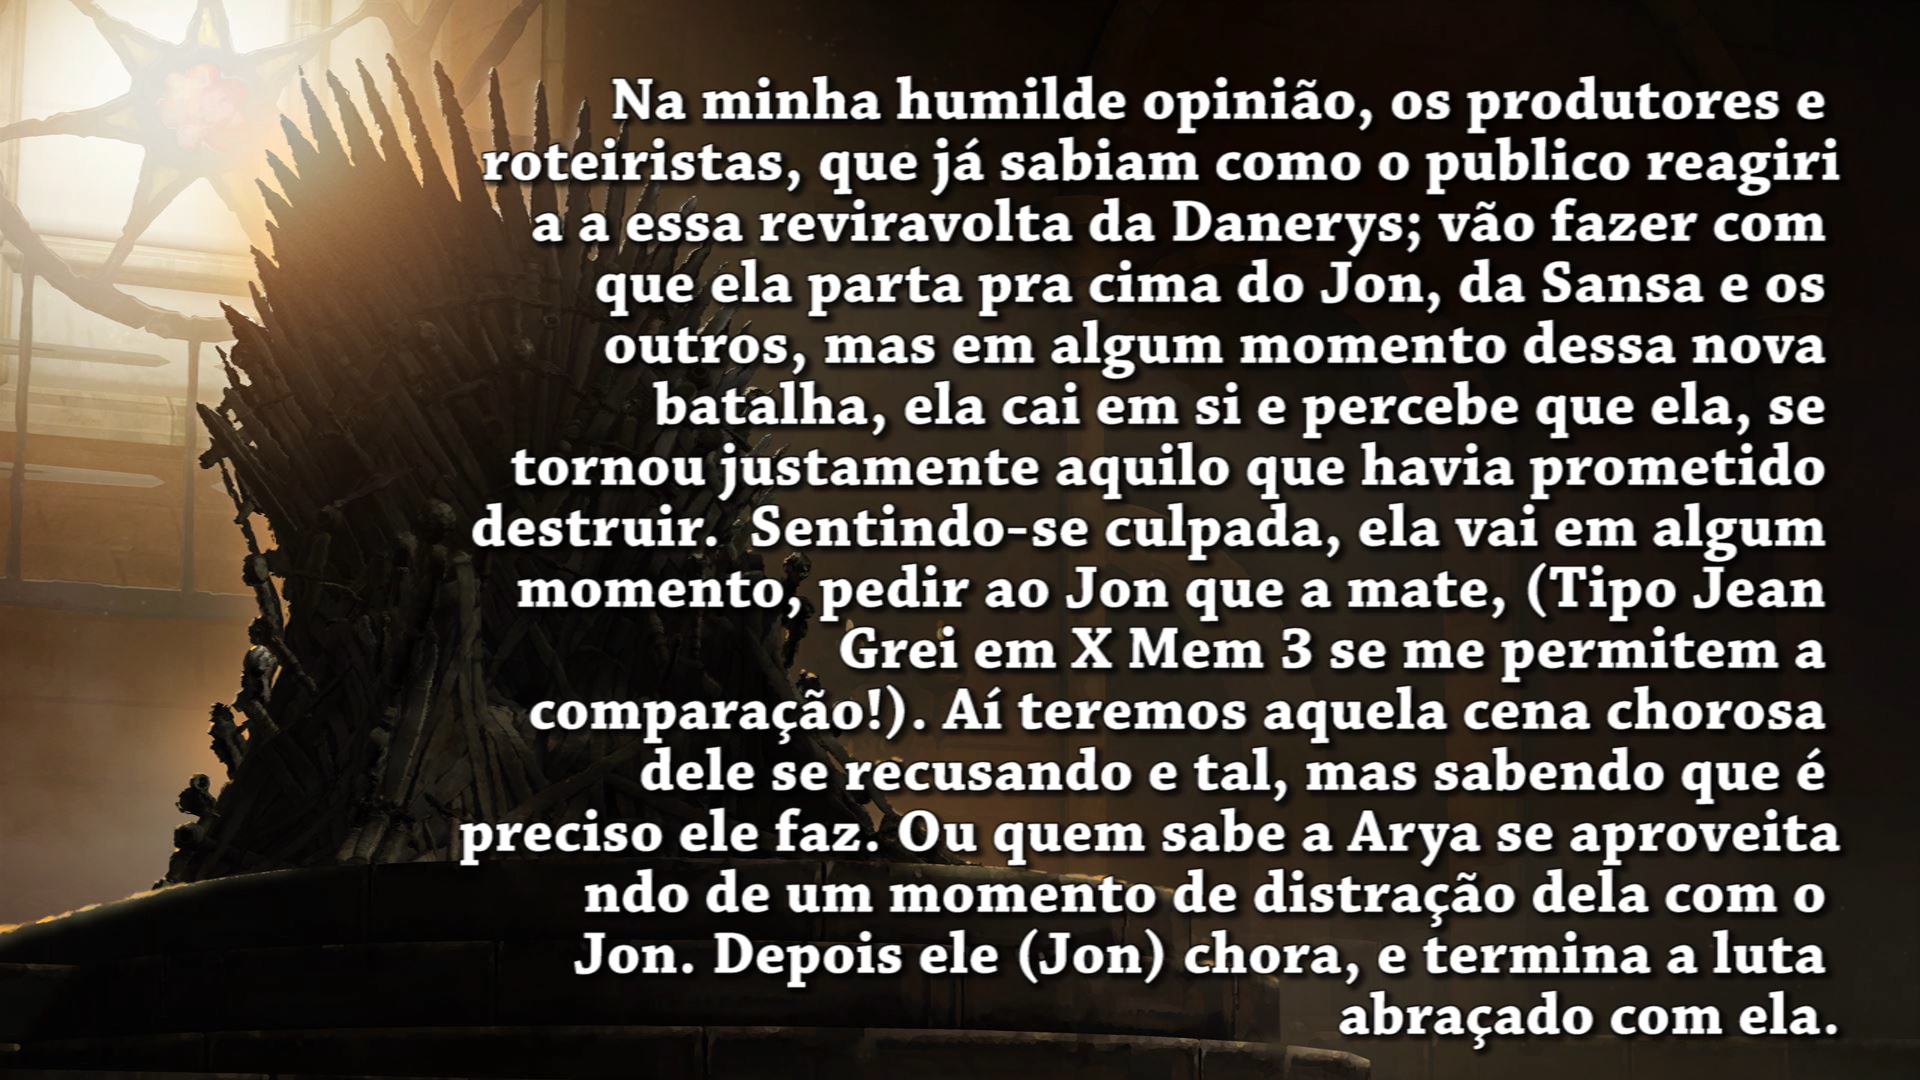 Na minha humilde opinião, os produtores e
roteiristas, que já sabiam como o publico reagiri
a a essa reviravolta da Danerys; vão fazer com
que ela parta pra cima do Jon, da Sansa e os
outros, mas em algum momento dessa nova
batalha, ela cai em si e percebe que ela, se
tornou justamente aquilo que havia prometido
destruir.  Sentindo-se culpada, ela vai em algum
momento, pedir ao Jon que a mate, (Tipo Jean
Grei em X Mem 3 se me permitem a
comparação!). Aí teremos aquela cena chorosa
dele se recusando e tal, mas sabendo que é
preciso ele faz. Ou quem sabe a Arya se aproveita
ndo de um momento de distração dela com o
Jon. Depois ele (Jon) chora, e termina a luta
abraçado com ela.